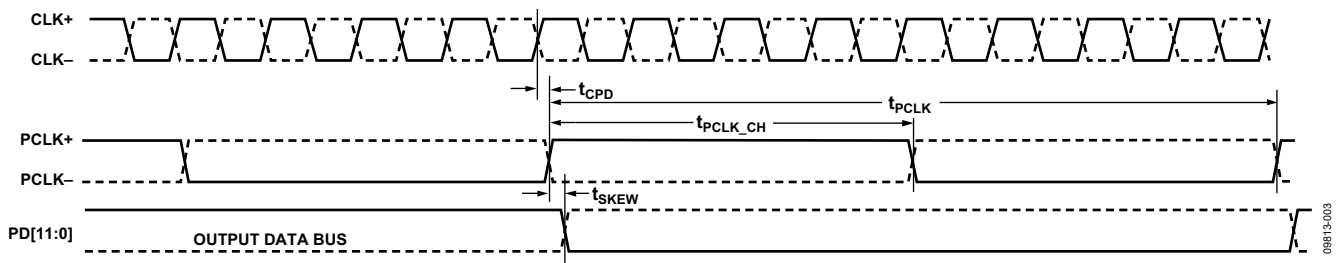 CLK+
CLK–
tCPD
tPCLK
tPCLK_CH
PCLK+
PCLK–
tSKEW
PD[11:0]
OUTPUT DATA BUS
09813-003